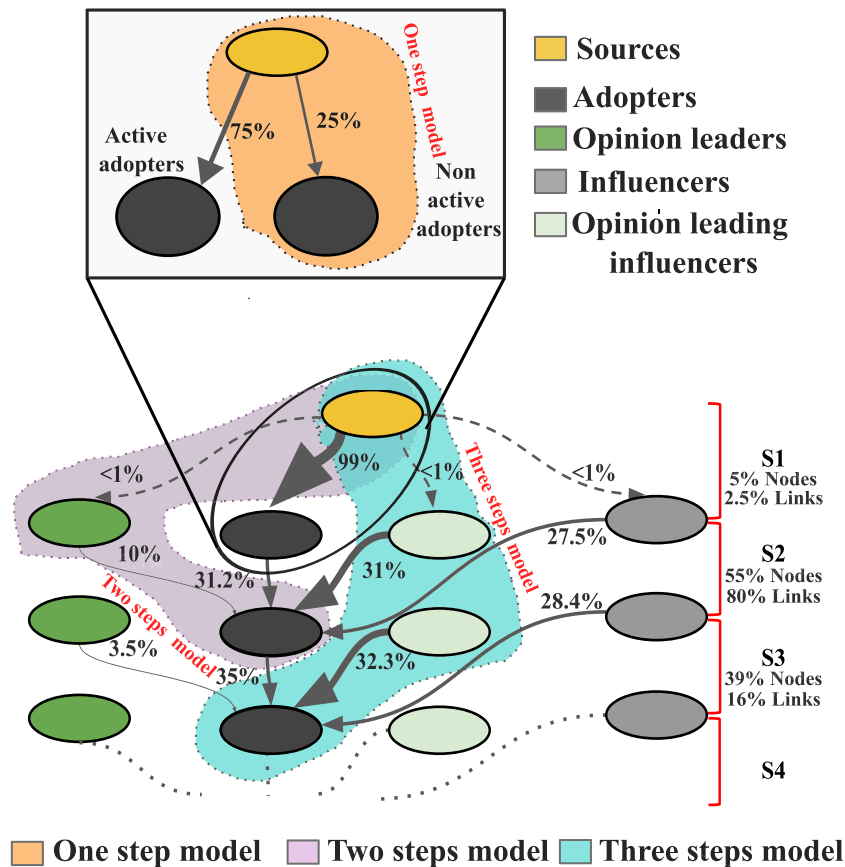 One step model
75%
25%
Active
adopters
Non
active
adopters
Sources
Adopters
Opinion leaders
Influencers
Opinion leading
influencers
<1%
99%
<1%
<1%
Three steps model
S1
5% Nodes
2.5% Links
10%
31.2%
31%
27.5%
S2
55% Nodes
80% Links
Two steps model
3.5%
35%
32.3%
28.4%
S3
39% Nodes
16% Links
S4
One step model
Two steps model
Three steps model